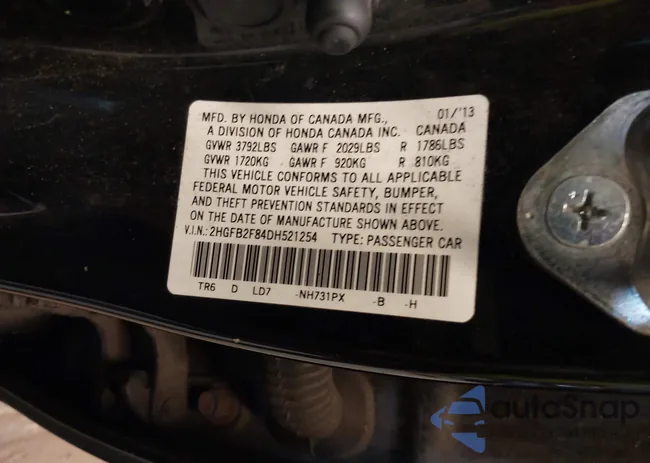 MFD. BY HONDA OF CANADA MFG., 01/'13
A DIVISION OF HONDA CANADA INC. CANADA
GVWR 3792LBS GAWR F 2029LBS R 1786LBS
GVWR 1720KG GAWR F 920KG R 810KG
THIS VEHICLE CONFORMS TO ALL APPLICABLE
FEDERAL MOTOR VEHICLE SAFETY, BUMPER,
AND THEFT PREVENTION STANDARDS IN EFFECT
ON THE DATE OF MANUFACTURE SHOWN ABOVE.
V.I.N.: 2HGFB2F84DH521254 TYPE: PASSENGER CAR
TR6 D LD7 -NH731PX -B -H
autoSnap